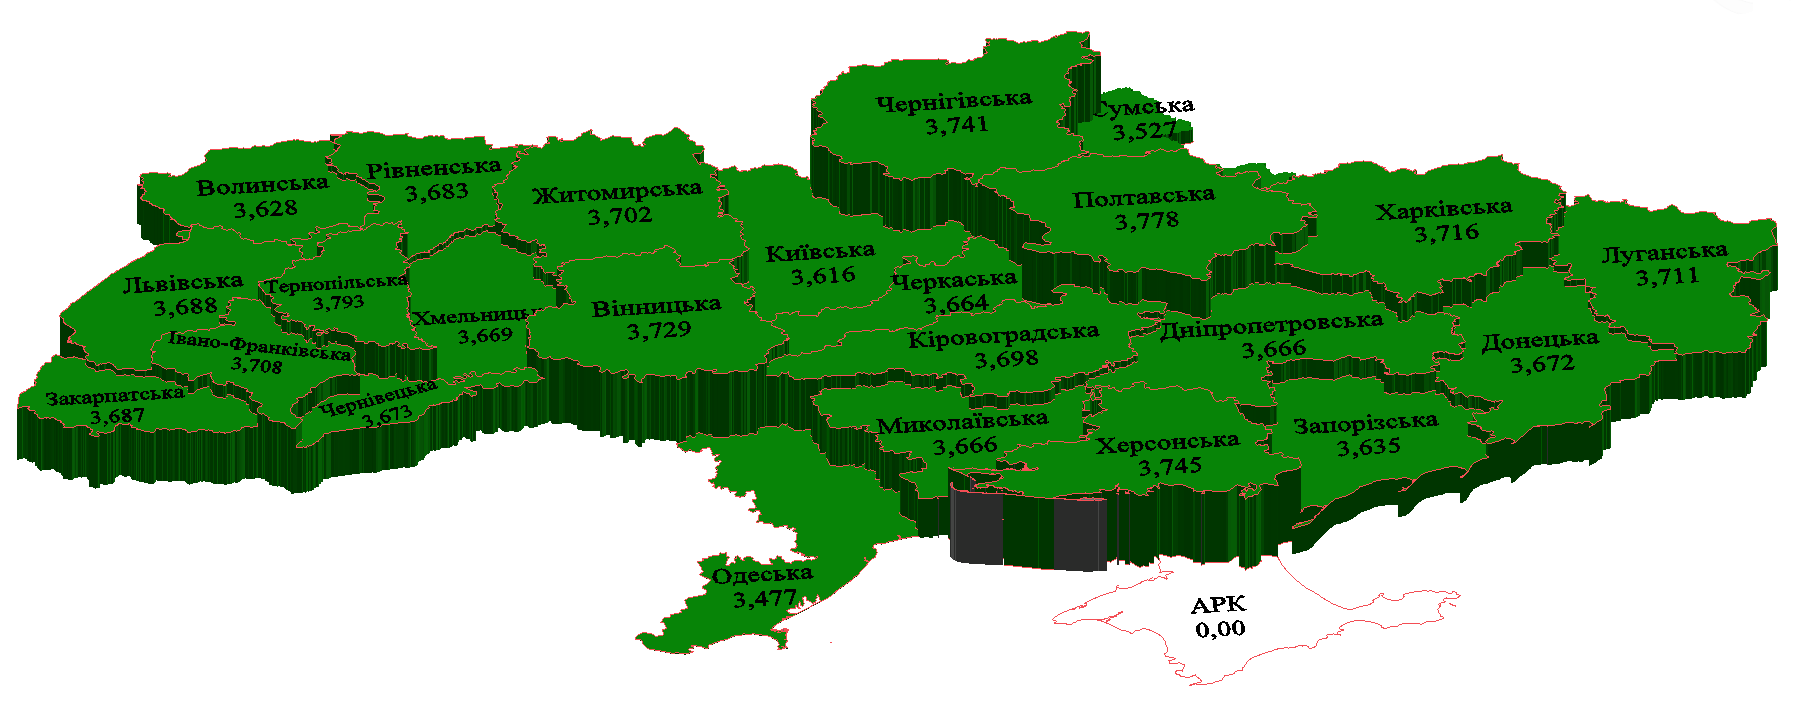 Чернігівська
3,741
Сумська
3,527
Волинська
3,628
Рівненська
3,683
Житомирська
3,702
Полтавська
3,778
Харківська
3,716
Київська
3,616
Луганська
3,711
Львівська
3,688
Тернопільська
3,793
Хмельниць
3,669
Вінницька
3,729
Черкаська
3,664
Кіровоградська
3,698
Дніпропетровська
3,666
Донецька
3,672
Івано-Франківська
3,708
Закарпатська
3,687
Чернівецька
3,673
Миколаївська
3,666
Херсонська
3,745
Запорізська
3,635
Одеська
3,477
АРК
0,00